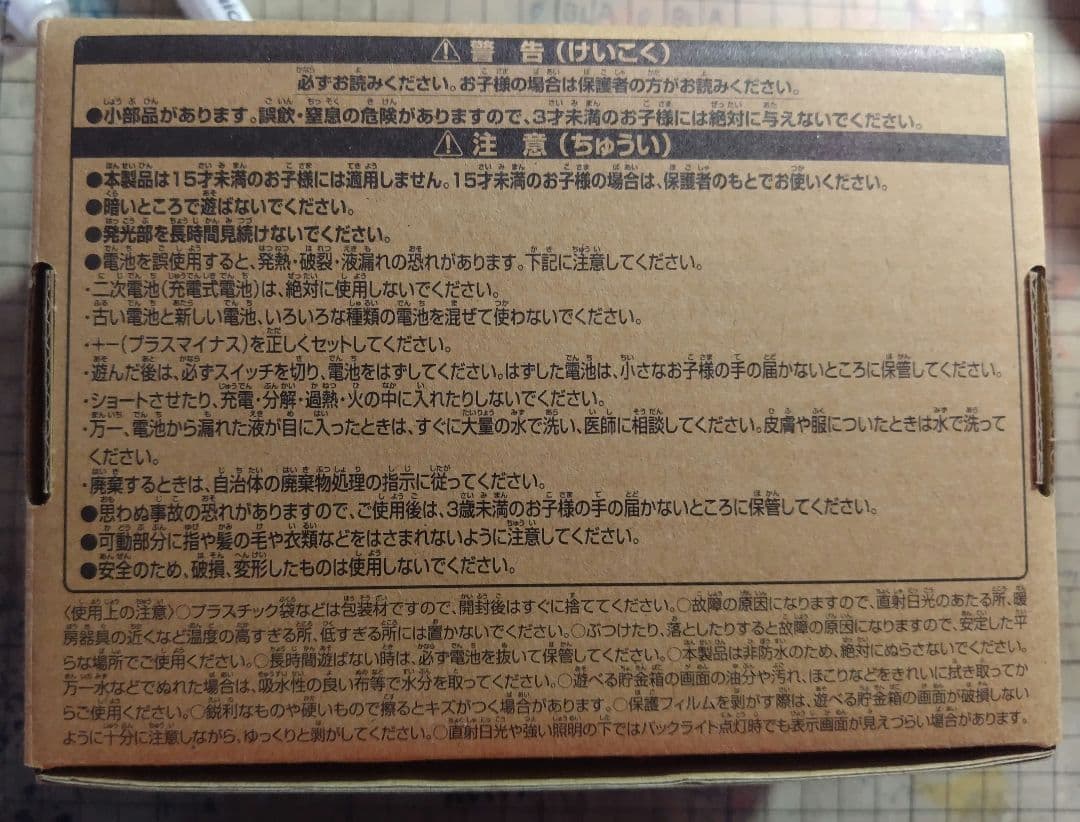 ⚠警 告(けいこく)
必ずお読みください。お子様の場合は保護者の方がお読みください。
●小部品があります。誤飲・窒息の危険がありますので、3才未満のお子様には絶対に与えないでください。
⚠注 意(ちゅうい)
●本製品は15才未満のお子様には適用しません。15才未満のお子様の場合は、保護者のもとでお使いください。
●暗いところで遊ばないでください。
●発光部を長時間見続けないでください。
●電池を誤使用すると、発熱・破裂・液漏れの恐れがあります。下記に注意してください。
・二次電池(充電式電池)は、絶対に使用しないでください。
・古い電池と新しい電池、いろいろな種類の電池を混ぜて使わないでください。
・+−(プラスマイナス)を正しくセットしてください。
・遊んだ後は、必ずスイッチを切り、電池をはずしてください。はずした電池は、小さなお子様の手の届かないところに保管してください。
・ショートさせたり、充電・分解・過熱・火の中に入れたりしないでください。
・万一、電池から漏れた液が目に入ったときは、すぐに大量の水で洗い、医師に相談してください。皮膚や服についたときは水で洗って
ください。
・廃棄するときは、自治体の廃棄物処理の指示に従ってください。
●思わぬ事故の恐れがありますので、ご使用後は、3歳未満のお子様の手の届かないところに保管してください。
●可動部分に指や髪の毛や衣類などをはさまれないように注意してください。
●安全のため、破損、変形したものは使用しないでください。
〈使用上の注意〉○プラスチック袋などは包装材ですので、開封後はすぐに捨ててください。○故障の原因になりますので、直射日光のあたる所、暖
房器具の近くなど温度の高すぎる所、低すぎる所には置かないでください。○ぶつけたり、落としたりすると故障の原因になりますので、安定した平
らな場所でご使用ください。○長時間遊ばない時は、必ず電池を抜いて保管してください。○本製品は非防水のため、絶対にぬらさないでください。
万一水などでぬれた場合は、吸水性の良い布等で水分を取ってください。○遊べる貯金箱の画面の油分や汚れ、ほこりなどをきれいに拭き取ってか
らご使用ください。○鋭利なものや硬いもので擦るとキズがつく場合があります。○保護フィルムを剥がす際は、遊べる貯金箱の画面が破損しない
ように十分に注意しながら、ゆっくりと剥がしてください。○直射日光や強い照明の下ではバックライト点灯時でも表示画面が見えづらい場合があります。